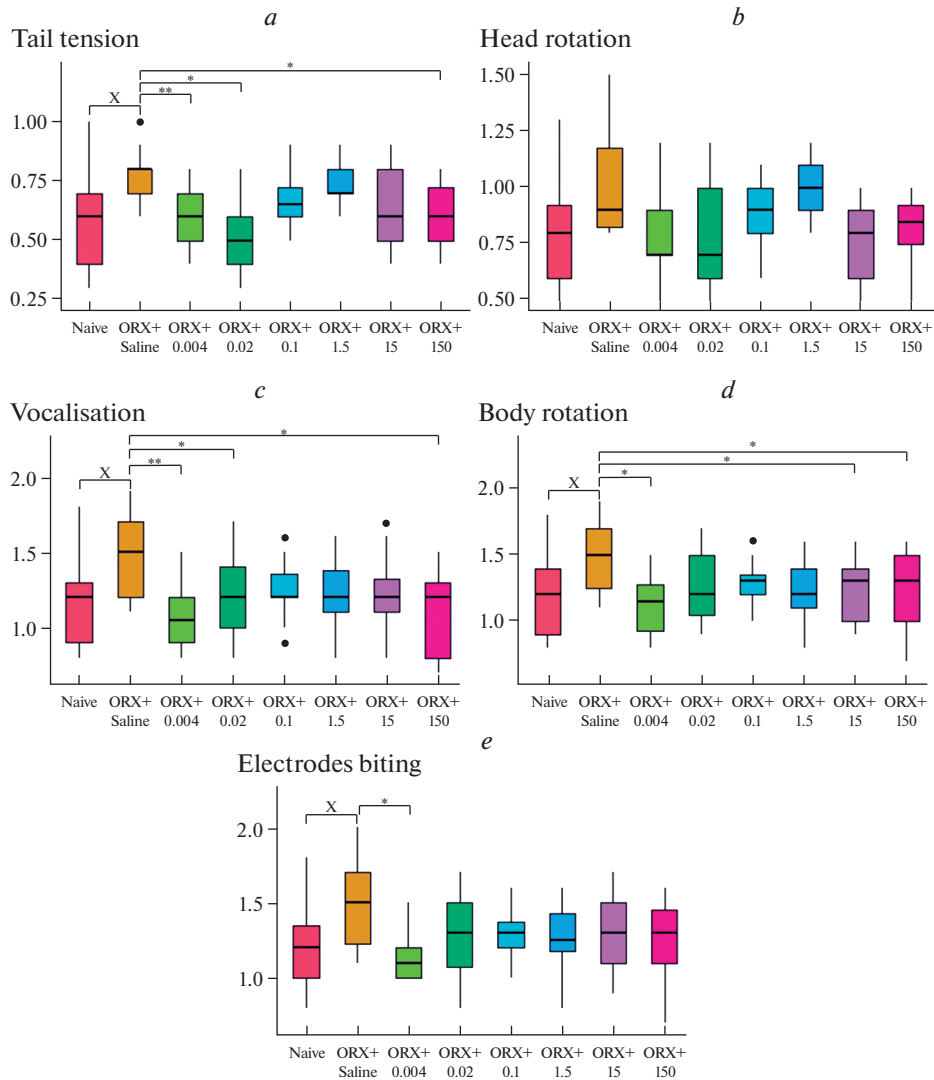 a
Tail tension
*
*
X
**
1.00
0.75
0.50
0.25
Naive ORX+ ORX+ ORX+ ORX+ ORX+ ORX+ ORX+
Saline 0.004 0.02 0.1 1.5 15 150
b
Head rotation
1.50
1.25
1.00
0.75
0.50
Naive ORX+ ORX+ ORX+ ORX+ ORX+ ORX+ ORX+
Saline 0.004 0.02 0.1 1.5 15 150
c
Vocalisation
*
*
X
**
2.0
1.5
1.0
Naive ORX+ ORX+ ORX+ ORX+ ORX+ ORX+ ORX+
Saline 0.004 0.02 0.1 1.5 15 150
d
Body rotation
*
*
X
*
2.0
1.5
1.0
Naive ORX+ ORX+ ORX+ ORX+ ORX+ ORX+ ORX+
Saline 0.004 0.02 0.1 1.5 15 150
e
Electrodes biting
X
*
2.0
1.5
1.0
Naive ORX+ ORX+ ORX+ ORX+ ORX+ ORX+ ORX+
Saline 0.004 0.02 0.1 1.5 15 150